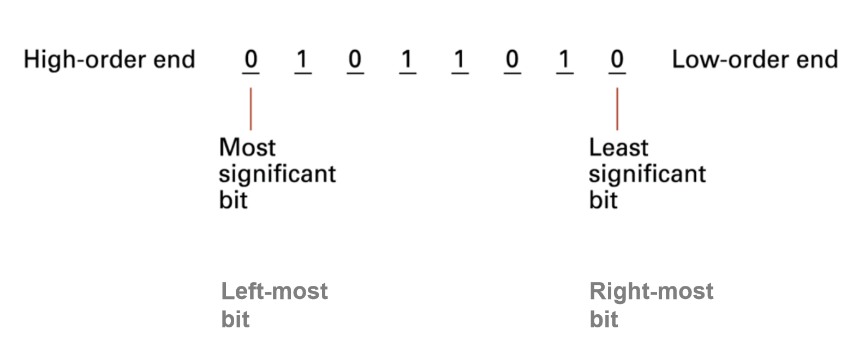 High-order end 0 1 0 1 1 0 1 0 Low-order end
Most
significant
bit
Least
significant
bit
Left-most
bit
Right-most
bit